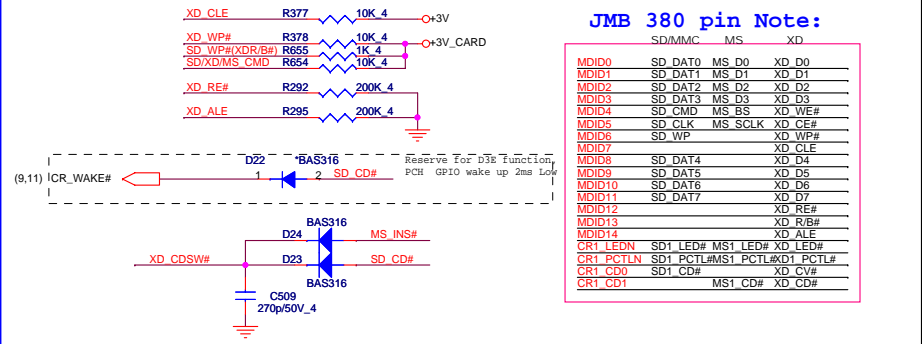 XD_CLE R377 10K_4 +3V
XD_WP# R378 10K_4 +3V_CARD
SD_WP#(XDR/B#) R655 1K_4
SD/XD/MS_CMD R654 10K_4
XD_RE# R292 200K_4
XD_ALE R295 200K_4
D22 *BAS316
Reserve for D3E function,
PCH GPIO wake up 2ms Low
(9,11) CR_WAKE# 1 2 SD_CD#
BAS316
D24 MS_INS#
XD_CDSW# D23 SD_CD#
BAS316
C509
270p/50V_4
JMB 380 pin Note:
SD/MMC MS XD
MDID0 SD_DAT0 MS_D0 XD_D0
MDID1 SD_DAT1 MS_D1 XD_D1
MDID2 SD_DAT2 MS_D2 XD_D2
MDID3 SD_DAT3 MS_D3 XD_D3
MDID4 SD_CMD MS_BS XD_WE#
MDID5 SD_CLK MS_SCLK XD_CE#
MDID6 SD_WP XD_WP#
MDID7 XD_CLE
MDID8 SD_DAT4 XD_D4
MDID9 SD_DAT5 XD_D5
MDID10 SD_DAT6 XD_D6
MDID11 SD_DAT7 XD_D7
MDID12 XD_RE#
MDID13 XD_R/B#
MDID14 XD_ALE
CR1_LEDN SD1_LED# MS1_LED# XD_LED#
CR1_PCTLN SD1_PCTL# MS1_PCTL# XD1_PCTL#
CR1_CD0 SD1_CD# XD_CV#
CR1_CD1 MS1_CD# XD_CD#